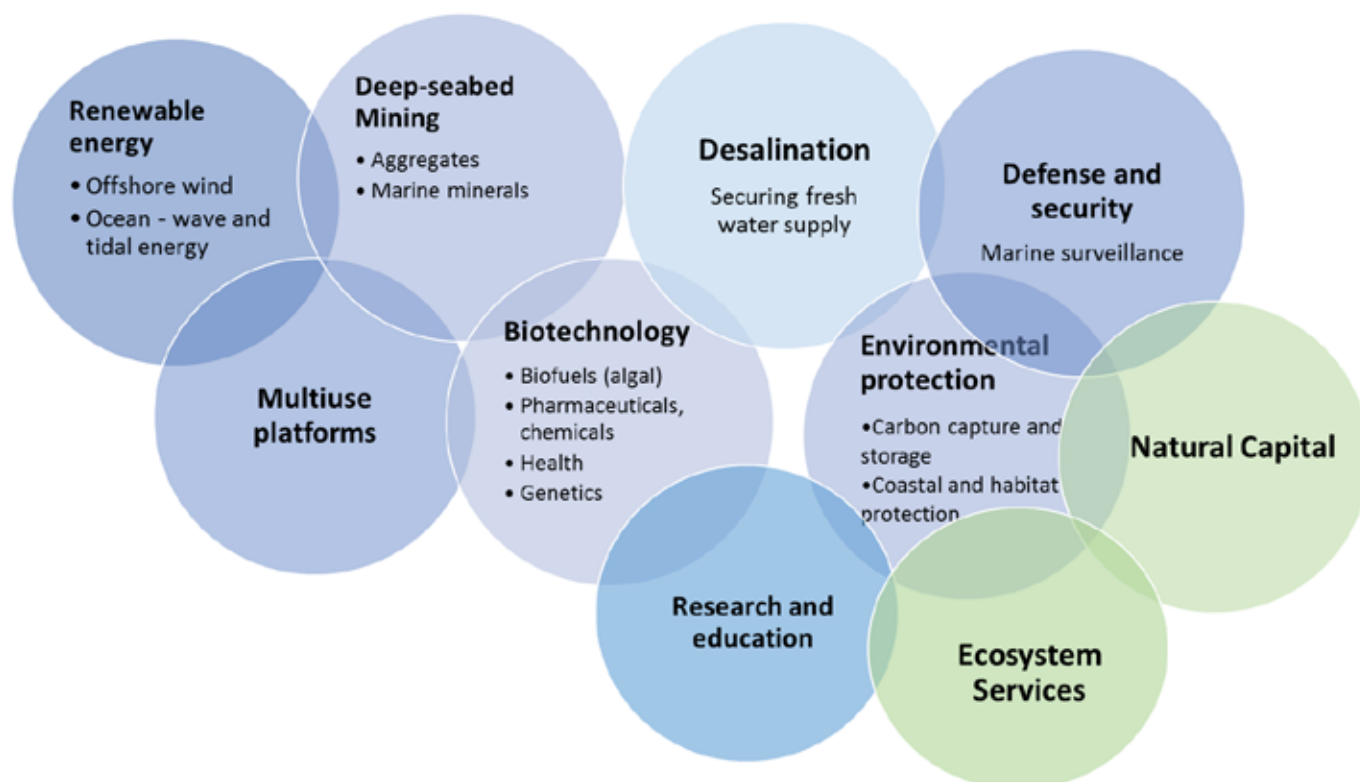 Renewable
energy
• Offshore wind
• Ocean - wave and
tidal energy
Deep-seabed
Mining
• Aggregates
• Marine minerals
Desalination
Securing fresh
water supply
Defense and
security
Marine surveillance
Multiuse
platforms
Biotechnology
• Biofuels (algal)
• Pharmaceuticals,
chemicals
• Health
• Genetics
Environmental
protection
•Carbon capture and
storage
•Coastal and habitat
protection
Natural Capital
Research and
education
Ecosystem
Services